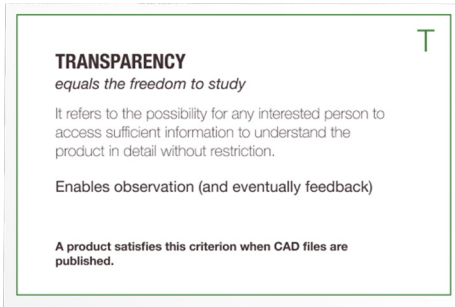 T
TRANSPARENCY
equals the freedom to study
It refers to the possibility for any interested person to
access sufficient information to understand the
product in detail without restriction.
Enables observation (and eventually feedback)
A product satisfies this criterion when CAD files are
published.